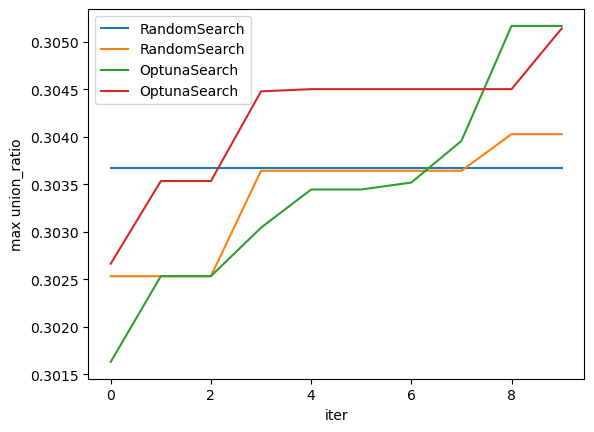 RandomSearch
RandomSearch
OptunaSearch
OptunaSearch
0.3050
0.3045
0.3040
0.3035
0.3030
0.3025
0.3020
0.3015
max union_ratio
0 2 4 6 8
iter